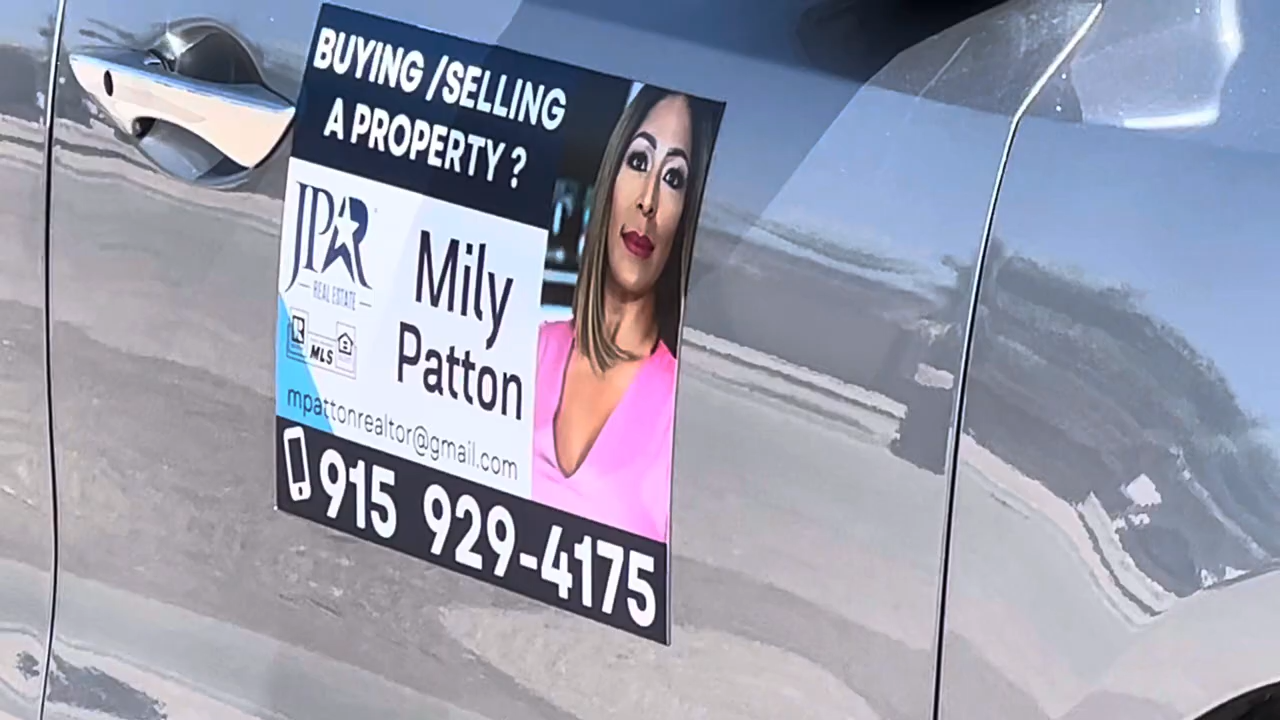 BUYING /SELLING
A PROPERTY ?
JPAR
REAL ESTATE
Mily
Patton
MLS
mpattonrealtor@gmail.com
915 929-4175